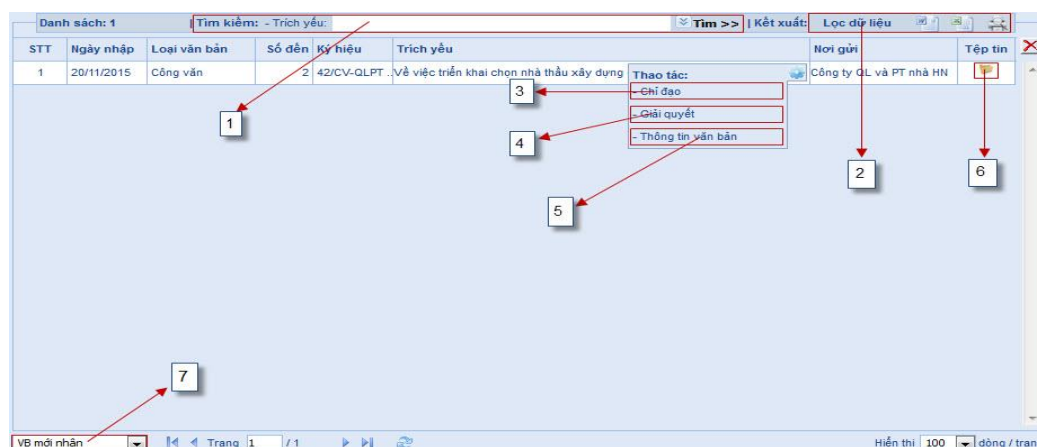 Danh sách: 1 | Tìm kiếm: - Trích yếu: Tìm >> | Kết xuất: Lọc dữ liệu
STT Ngày nhập Loại văn bản Số đến Ký hiệu Trích yếu Nơi gửi Tệp tin
1 20/11/2015 Công văn 2 42/CV-QLPT .. Về việc triển khai chọn nhà thầu xây dựng Thao tác: Công ty QL và PT nhà HN
3 - Chỉ đạo
1 - Giải quyết
4 - Thông tin văn bản
2 6
5
7
VB mới nhận Trang 1 / 1 Hiển thị 100 dòng / tran